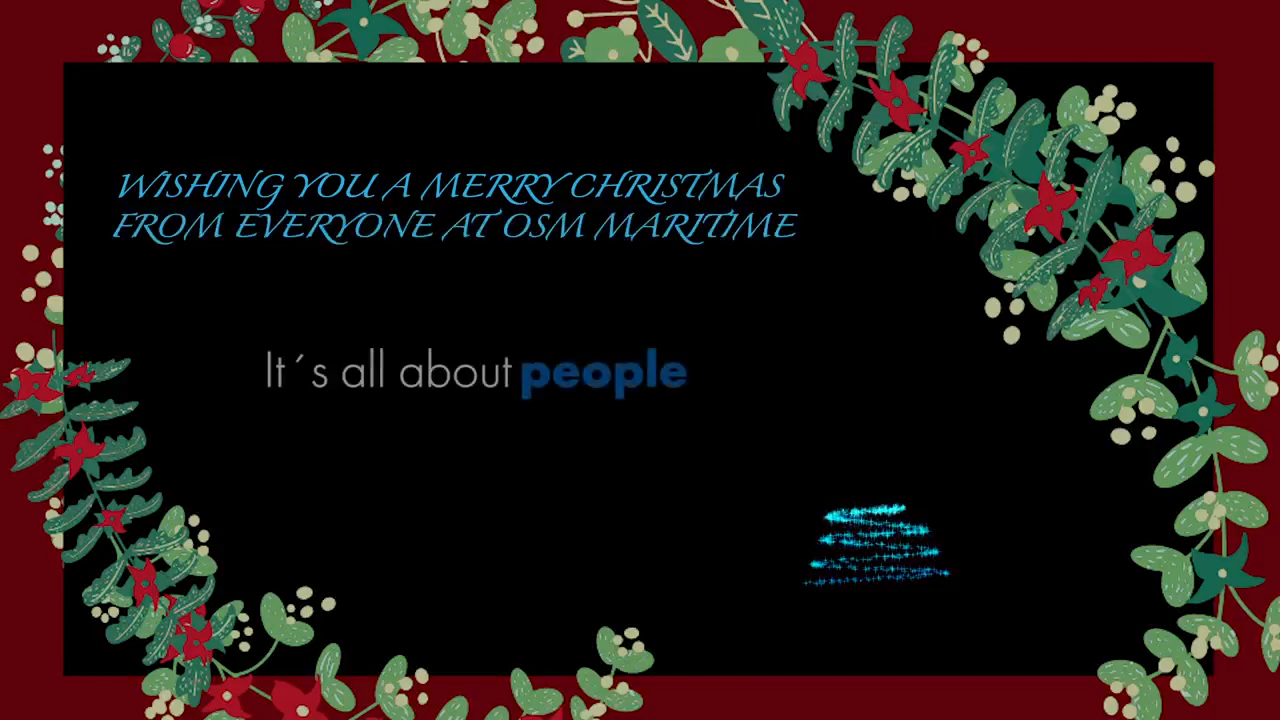 WISHING YOU A MERRY CHRISTMAS
FROM EVERYONE AT OSM MARITIME
It´s all about people